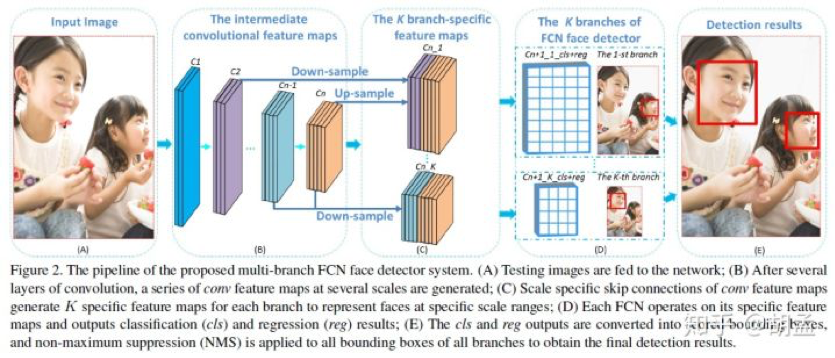 Input Image
The intermediate
convolutional feature maps
The K branch-specific
feature maps
The K branches of
FCN face detector
Detection results
C1
C2
Cn-1
Cn
Down-sample
Up-sample
Down-sample
Cn_1
Cn_K
Cn+1_1_cls+reg
The 1-st branch
Cn+1_K_cls+reg
The K-th branch
...
(A)
(B)
(C)
(D)
(E)
Figure 2. The pipeline of the proposed multi-branch FCN face detector system. (A) Testing images are fed to the network; (B) After several
layers of convolution, a series of conv feature maps at several scales are generated; (C) Scale specific skip connections of conv feature maps
generate K specific feature maps for each branch to represent faces at specific scale ranges; (D) Each FCN operates on its specific feature
maps and outputs classification (cls) and regression (reg) results; (E) The cls and reg outputs are converted into scored bounding boxes,
and non-maximum suppression (NMS) is applied to all bounding boxes of all branches to obtain the final detection results.
知乎 @胡孟